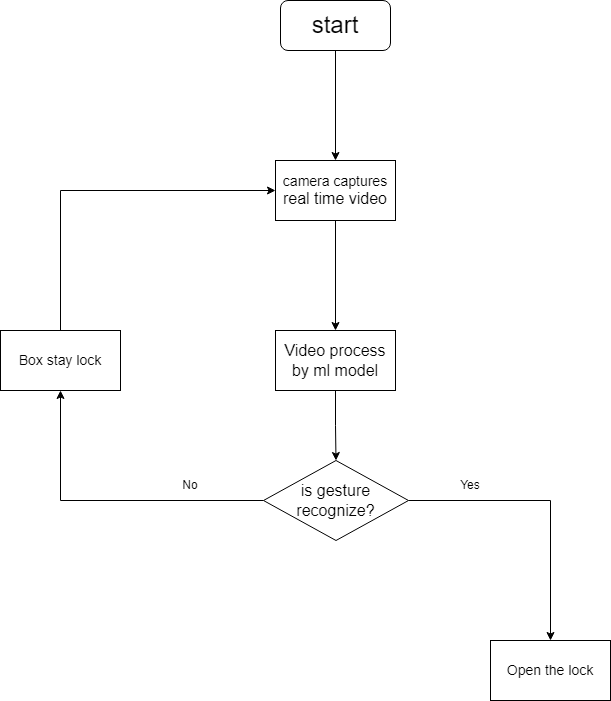 start
camera captures
real time video
Video process
by ml model
Box stay lock
is gesture
recognize?
No
Yes
Open the lock